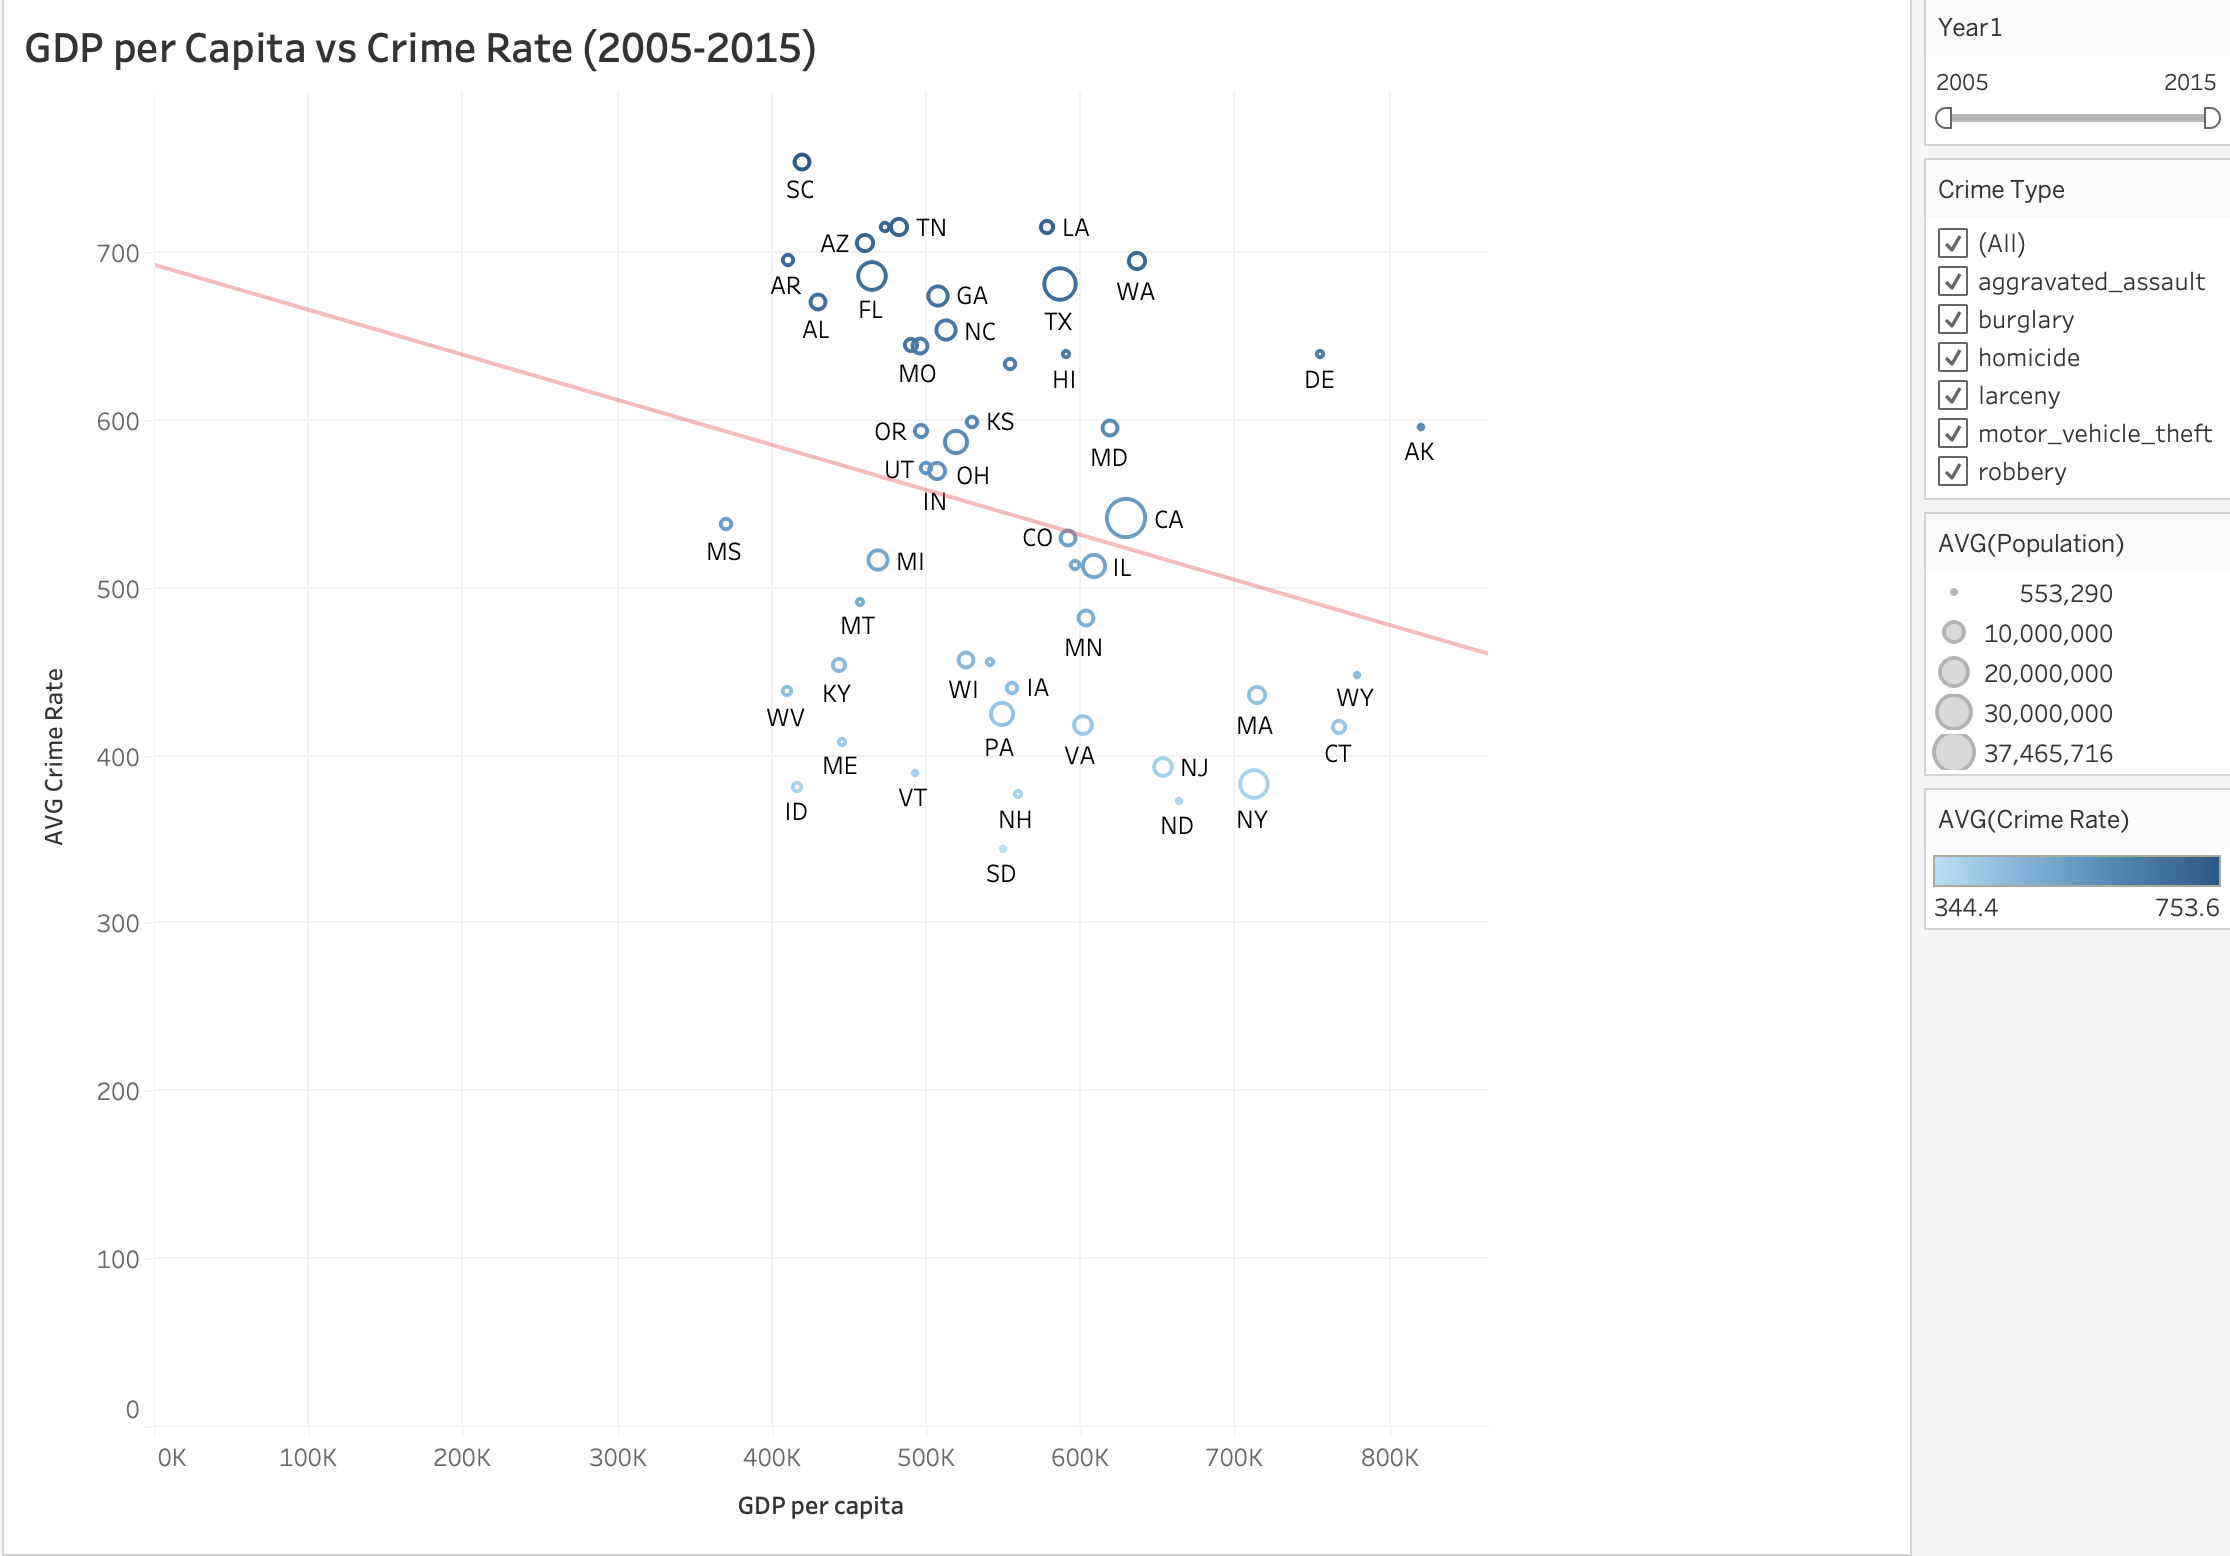 GDP per Capita vs Crime Rate (2005-2015)
SC
TN
LA
AZ
700
AR
FL
GA
WA
AL
TX
NC
MO
HI
DE
600
OR
KS
MD
AK
UT
OH
IN
CA
CO
MS
MI
IL
500
MT
MN
KY
WI
IA
WY
WV
MA
PA
VA
CT
400
ME
NJ
VT
ID
NH
ND
NY
SD
300
200
100
0
AVG Crime Rate
0K 100K 200K 300K 400K 500K 600K 700K 800K
GDP per capita
Year1
2005 2015
Crime Type
(All)
aggravated_assault
burglary
homicide
larceny
motor_vehicle_theft
robbery
AVG(Population)
553,290
10,000,000
20,000,000
30,000,000
37,465,716
AVG(Crime Rate)
344.4 753.6